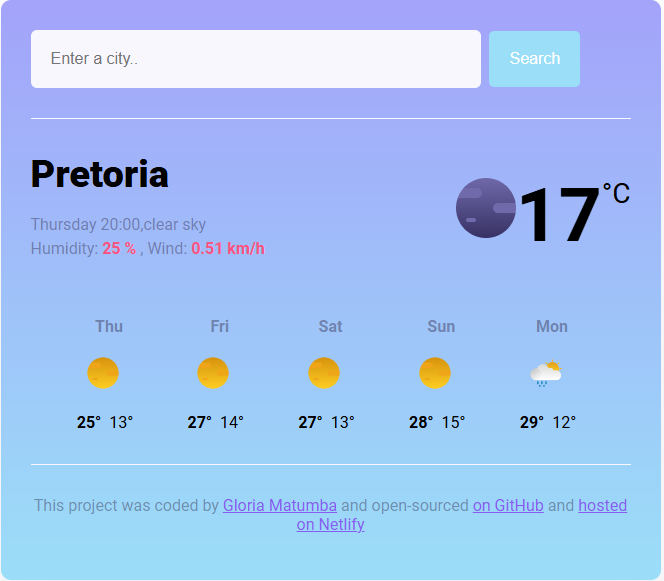 Enter a city..
Search
Pretoria
17 °C
Thursday 20:00,clear sky
Humidity: 25 % , Wind: 0.51 km/h
Thu Fri Sat Sun Mon
25° 13° 27° 14° 27° 13° 28° 15° 29° 12°
This project was coded by Gloria Matumba and open-sourced on GitHub and hosted
on Netlify